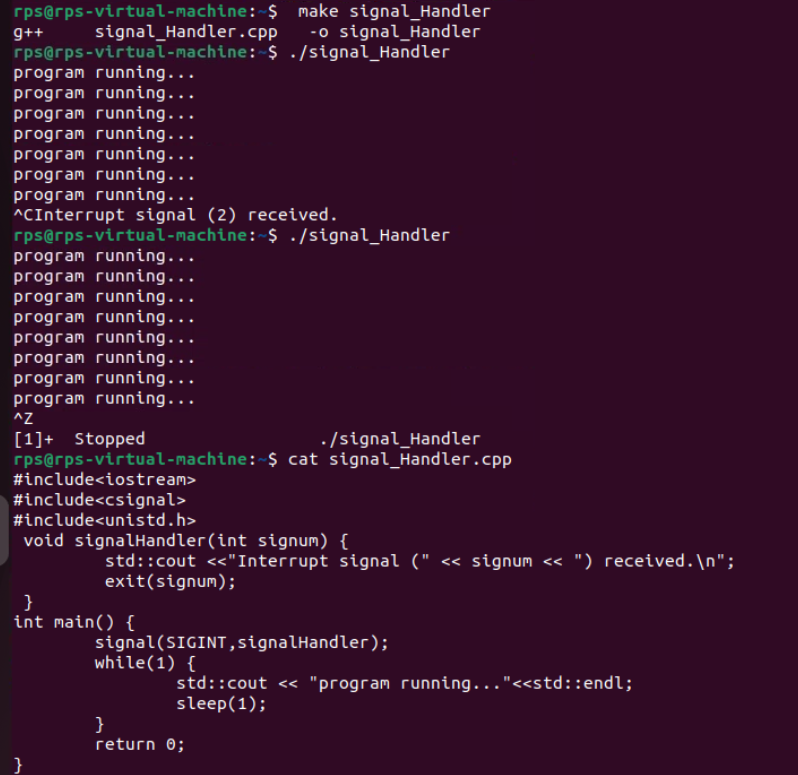 rps@rps-virtual-machine:~$  make signal_Handler
g++     signal_Handler.cpp   -o signal_Handler
rps@rps-virtual-machine:~$ ./signal_Handler
program running...
program running...
program running...
program running...
program running...
program running...
program running...
^CInterrupt signal (2) received.
rps@rps-virtual-machine:~$ ./signal_Handler
program running...
program running...
program running...
program running...
program running...
program running...
program running...
program running...
^Z
[1]+  Stopped                 ./signal_Handler
rps@rps-virtual-machine:~$ cat signal_Handler.cpp
#include<iostream>
#include<csignal>
#include<unistd.h>
 void signalHandler(int signum) {
         std::cout <<"Interrupt signal (" << signum << ") received.\n";
         exit(signum);
 }
int main() {
        signal(SIGINT,signalHandler);
        while(1) {
                std::cout << "program running..."<<std::endl;
                sleep(1);
        }
        return 0;
}